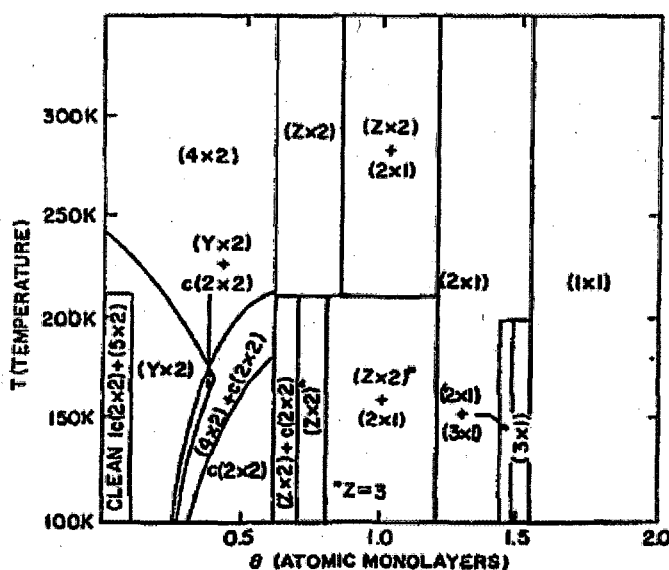 300K
250K
200K
150K
100K
T (TEMPERATURE)
(4×2)
(Z×2)
(Z×2)
+
(2×1)
(Y×2)
+
c(2×2)
(2×1)
(1×1)
CLEAN 1c(2×2)+(5×2)
(Y×2)
(4×2)+c(2×2)
c(2×2)
(Z×2)+c(2×2)
(Z×2)*
(Z×2)*
+
(2×1)
*Z=3
(2×1)
+
(3×1)
(3×1)
0.5
1.0
1.5
2.0
θ (ATOMIC MONOLAYERS)